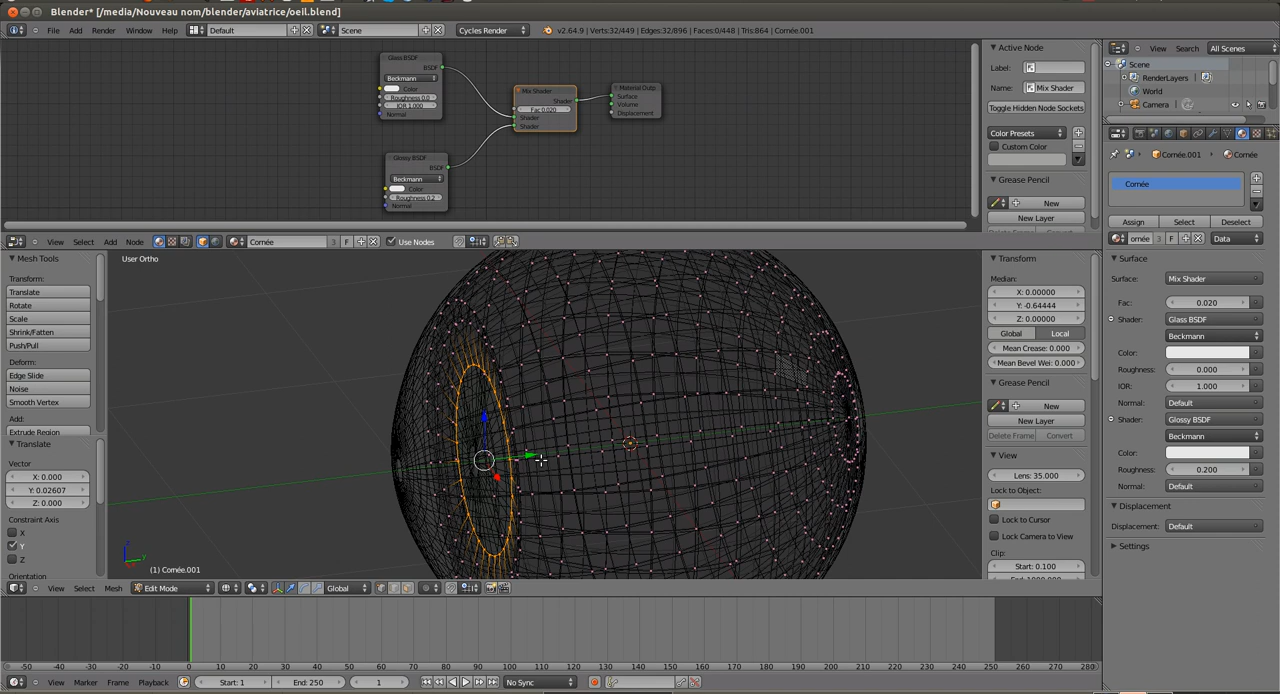 Blender* [/media/Nouveau nom/blender/aviatrice/oeil.blend]
File Add Render Window Help Default Scene Cycles Render v2.64.9 | Verts:32/449 | Edges:32/896 | Faces:0/448 | Tris:864 | Cornée.001
Glass BSDF
BSDF
Beckmann
Color
Roughness 0.0
IOR 1.000
Normal
Mix Shader
Shader
Fac 0.020
Shader
Shader
Material Outp
Surface
Volume
Displacement
Glossy BSDF
BSDF
Beckmann
Color
Roughness 0.2
Normal
Active Node
Label:
Name: Mix Shader
Toggle Hidden Node Sockets
Color Presets
Custom Color
Grease Pencil
New
New Layer
View Select Add Node Cornée 3 F Use Nodes
View Search All Scenes
Scene
RenderLayers
World
Camera
Cornée.001 Cornée
Cornée
Assign Select Deselect
ornée 3 F Data
Surface
Surface: Mix Shader
Fac: 0.020
Shader: Glass BSDF
Beckmann
Color:
Roughness: 0.000
IOR: 1.000
Normal: Default
Shader: Glossy BSDF
Beckmann
Color:
Roughness: 0.200
Normal: Default
Displacement
Displacement: Default
Settings
Mesh Tools
Transform:
Translate
Rotate
Scale
Shrink/Fatten
Push/Pull
Deform:
Edge Slide
Noise
Smooth Vertex
Add:
Extrude Region
Translate
Vector
X: 0.000
Y: 0.02607
Z: 0.000
Constraint Axis
X
Y
Z
Orientation
User Ortho
z
y
(1) Cornée.001
Transform
Median:
X: 0.00000
Y: -0.64444
Z: 0.00000
Global Local
Mean Crease: 0.000
Mean Bevel Wei: 0.000
Grease Pencil
New
New Layer
Delete Frame Convert
View
Lens: 35.000
Lock to Object:
Lock to Cursor
Lock Camera to View
Clip:
Start: 0.100
View Select Mesh Edit Mode Global
-50 -40 -30 -20 -10 0 10 20 30 40 50 60 70 80 90 100 110 120 130 140 150 160 170 180 190 200 210 220 230 240 250 260 270 280
View Marker Frame Playback Start: 1 End: 250 1 No Sync